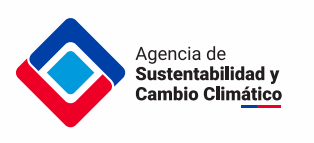 Agencia de
Sustentabilidad y
Cambio Climático